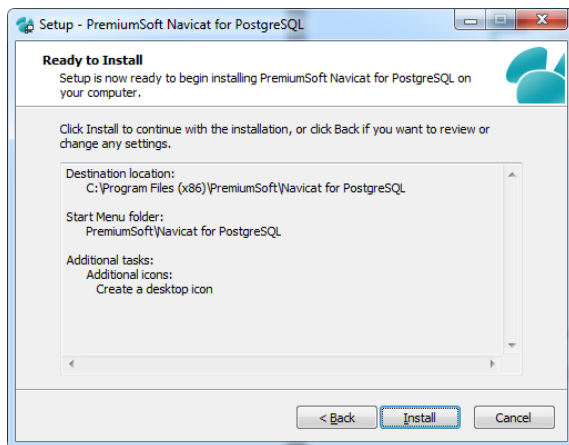 Setup - PremiumSoft Navicat for PostgreSQL
Ready to Install
Setup is now ready to begin installing PremiumSoft Navicat for PostgreSQL on
your computer.
Click Install to continue with the installation, or click Back if you want to review or
change any settings.
Destination location:
C:\Program Files (x86)\PremiumSoft\Navicat for PostgreSQL
Start Menu folder:
PremiumSoft\Navicat for PostgreSQL
Additional tasks:
Additional icons:
Create a desktop icon
< Back
Install
Cancel